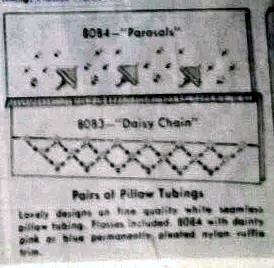 8084—"Parasols"
8083—"Daisy Chain"
Pairs of Pillow Tubings
Lovely designs on fine quality white seamless
pillow tubing. Flosses included. 8084 with dainty
pink or blue permanently pleated nylon ruffle
trim.